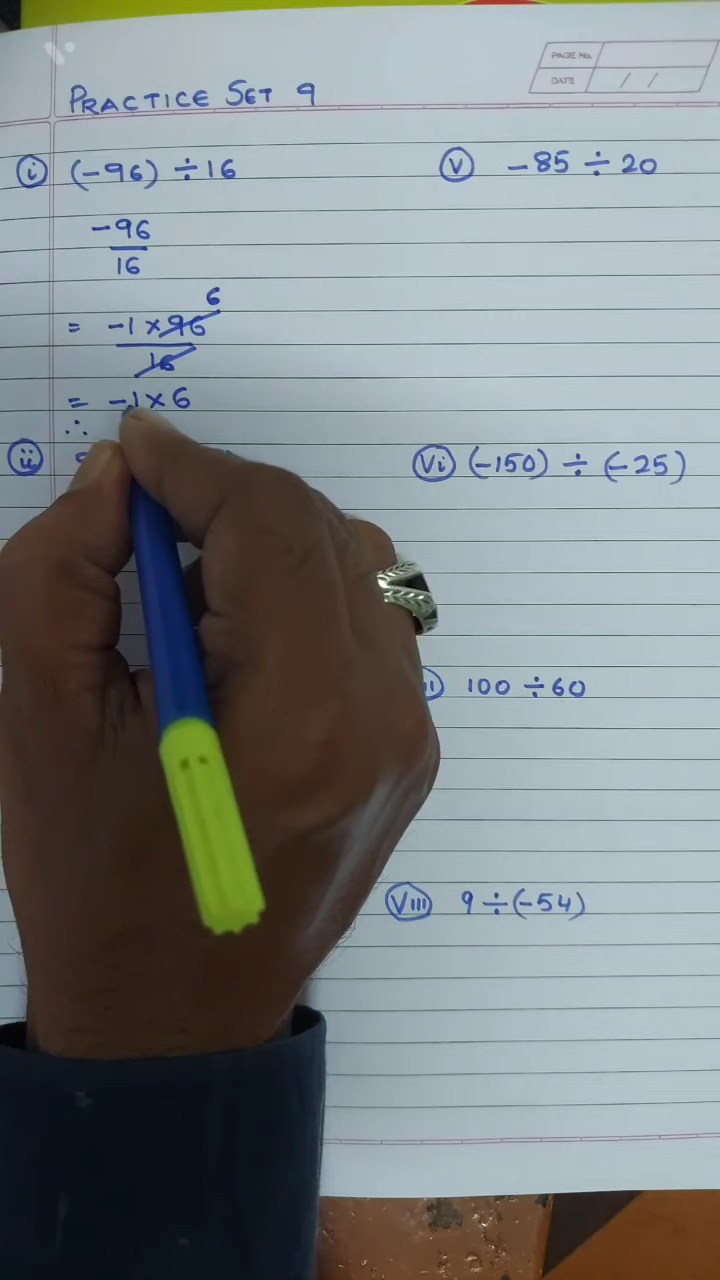 PAGE No.
DATE / /
PRACTICE SET 9
(i) (-96) ÷ 16
-96
16
6
= -1 × 96
16
= -1 × 6
∴
(ii)
(v) -85 ÷ 20
(vi) (-150) ÷ (-25)
100 ÷ 60
(viii) 9 ÷ (-54)